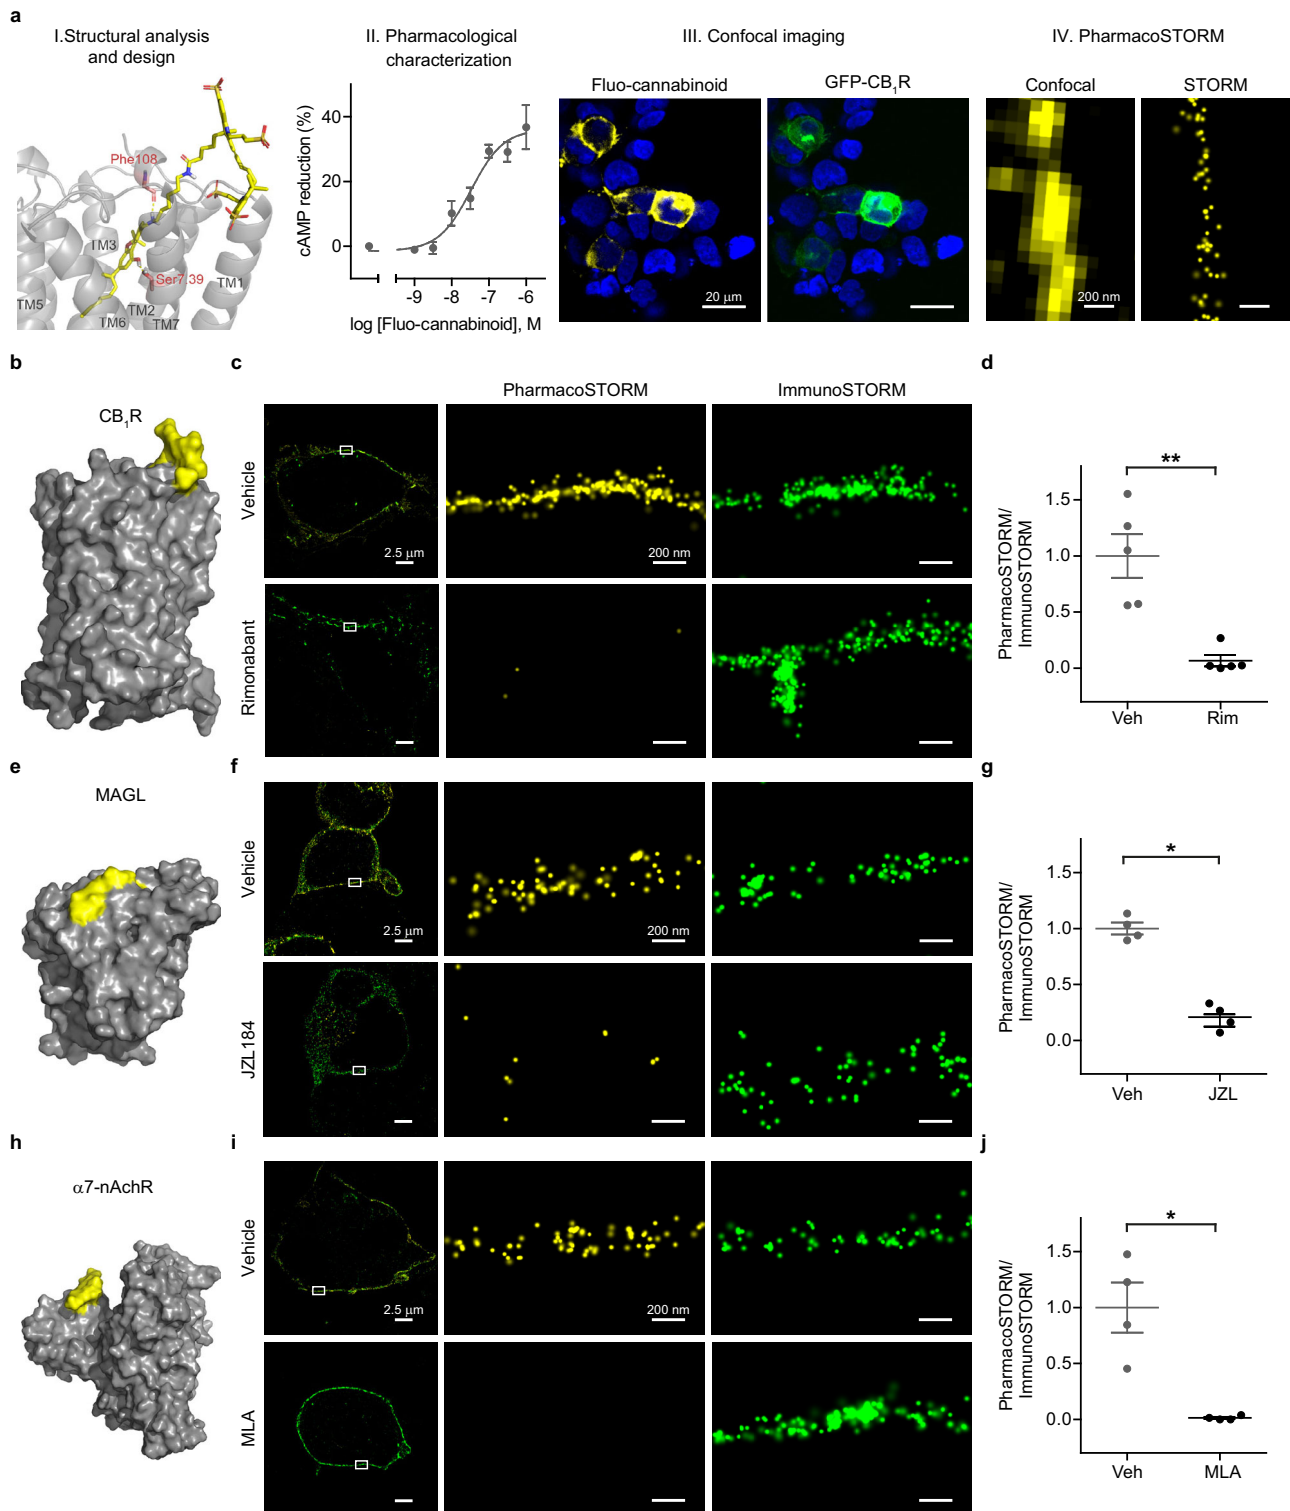 a
I.Structural analysis
and design
II. Pharmacological
characterization
III. Confocal imaging
IV. PharmacoSTORM
Fluo-cannabinoid
GFP-CB1R
Confocal
STORM
Phe108
TM3
Ser7.39
TM1
TM5
TM2
TM6
TM7
cAMP reduction (%)
40
20
0
-9
-8
-7
-6
log [Fluo-cannabinoid], M
20 µm
200 nm
b
CB1R
c
PharmacoSTORM
ImmunoSTORM
Vehicle
2.5 µm
200 nm
Rimonabant
d
**
PharmacoSTORM/
ImmunoSTORM
1.5
1.0
0.5
0.0
Veh
Rim
e
MAGL
f
Vehicle
2.5 µm
200 nm
JZL184
g
*
PharmacoSTORM/
ImmunoSTORM
1.5
1.0
0.5
0.0
Veh
JZL
h
α7-nAchR
i
Vehicle
2.5 µm
200 nm
MLA
j
*
PharmacoSTORM/
ImmunoSTORM
1.5
1.0
0.5
0.0
Veh
MLA